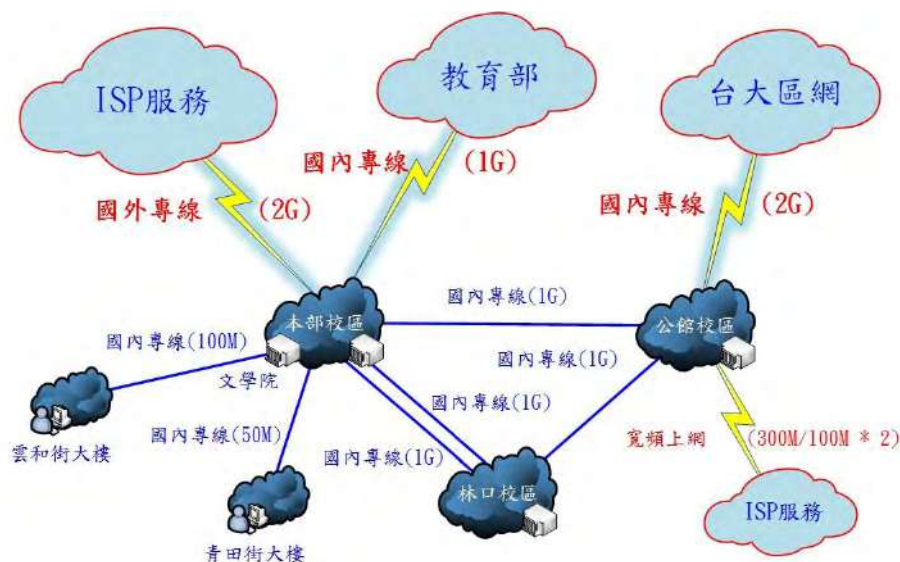 ISP服務
教育部
台大區網
國內專線 (1G)
國外專線 (2G)
國內專線 (2G)
國內專線(1G)
本部校區
公館校區
國內專線(100M)
文學院
國內專線(1G)
國內專線(1G)
雲和街大樓
國內專線(50M)
國內專線(1G)
寬頻上網 (300M/100M * 2)
林口校區
ISP服務
青田街大樓